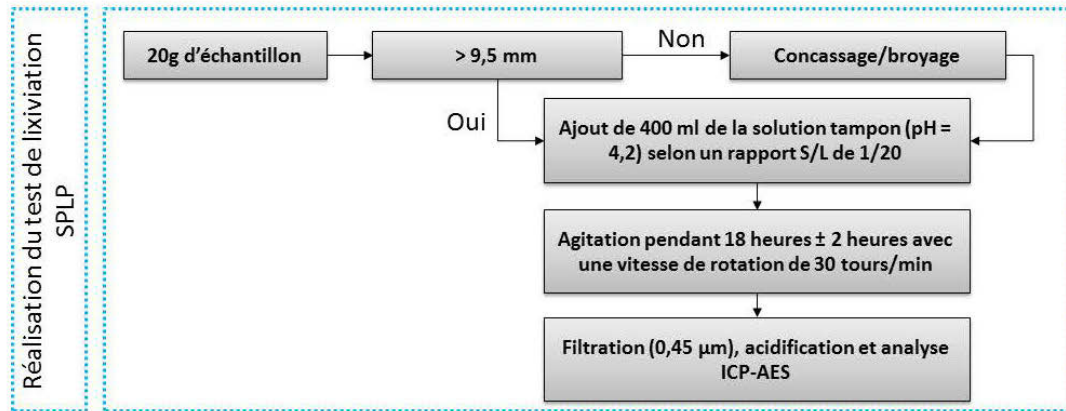 Réalisation du test de lixiviation
SPLP
20g d'échantillon
> 9,5 mm
Non
Concassage/broyage
Oui
Ajout de 400 ml de la solution tampon (pH =
4,2) selon un rapport S/L de 1/20
Agitation pendant 18 heures ± 2 heures avec
une vitesse de rotation de 30 tours/min
Filtration (0,45 µm), acidification et analyse
ICP-AES